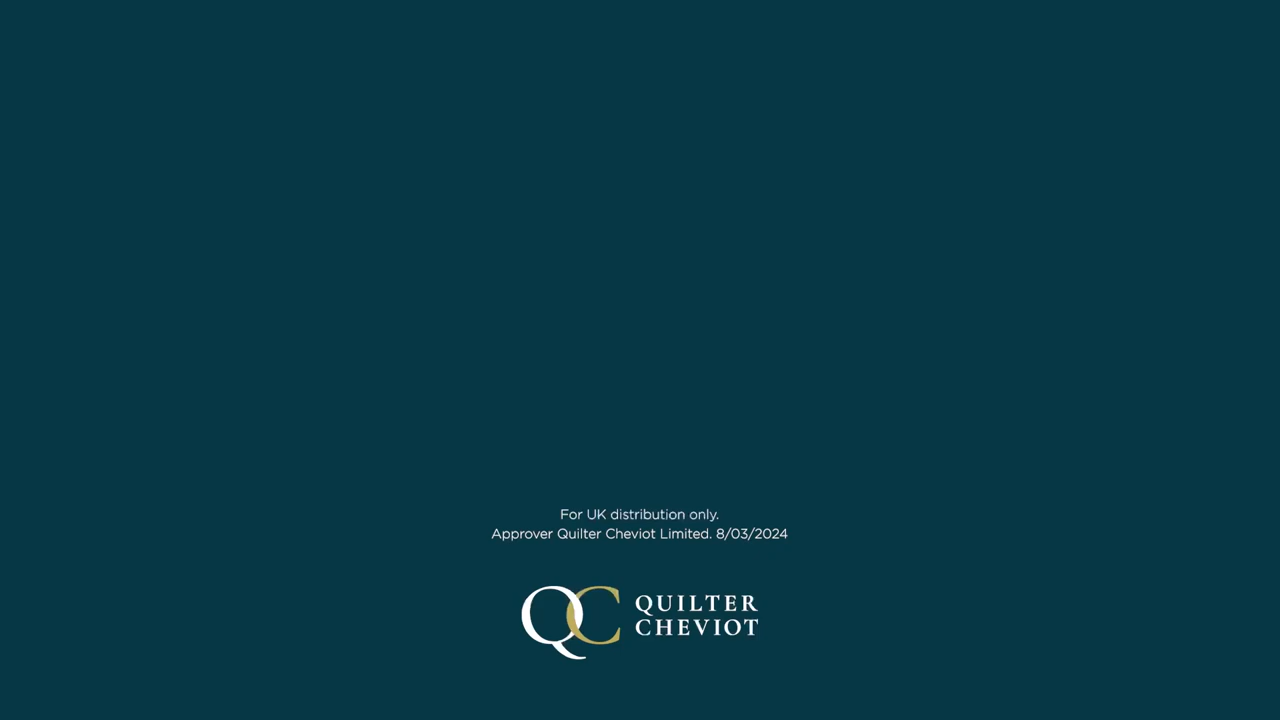 For UK distribution only.
Approver Quilter Cheviot Limited. 8/03/2024
QC QUILTER
CHEVIOT